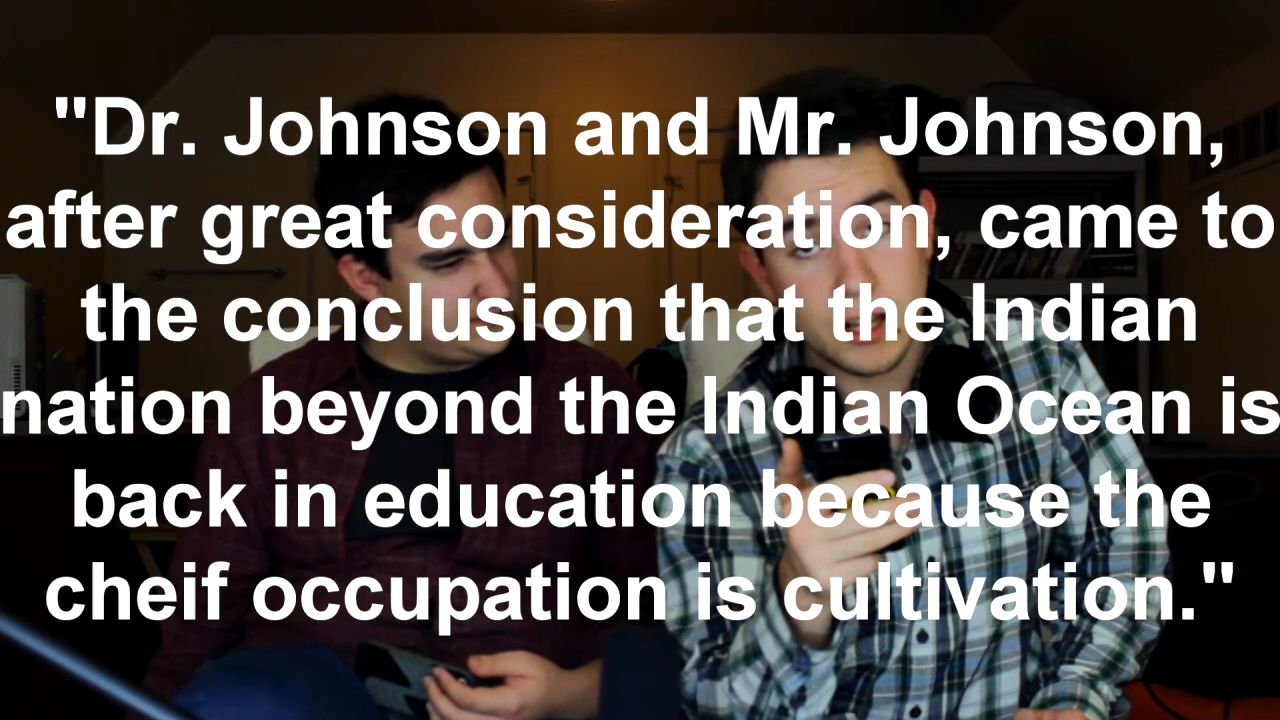 "Dr. Johnson and Mr. Johnson,
after great consideration, came to
the conclusion that the Indian
nation beyond the Indian Ocean is
back in education because the
cheif occupation is cultivation."